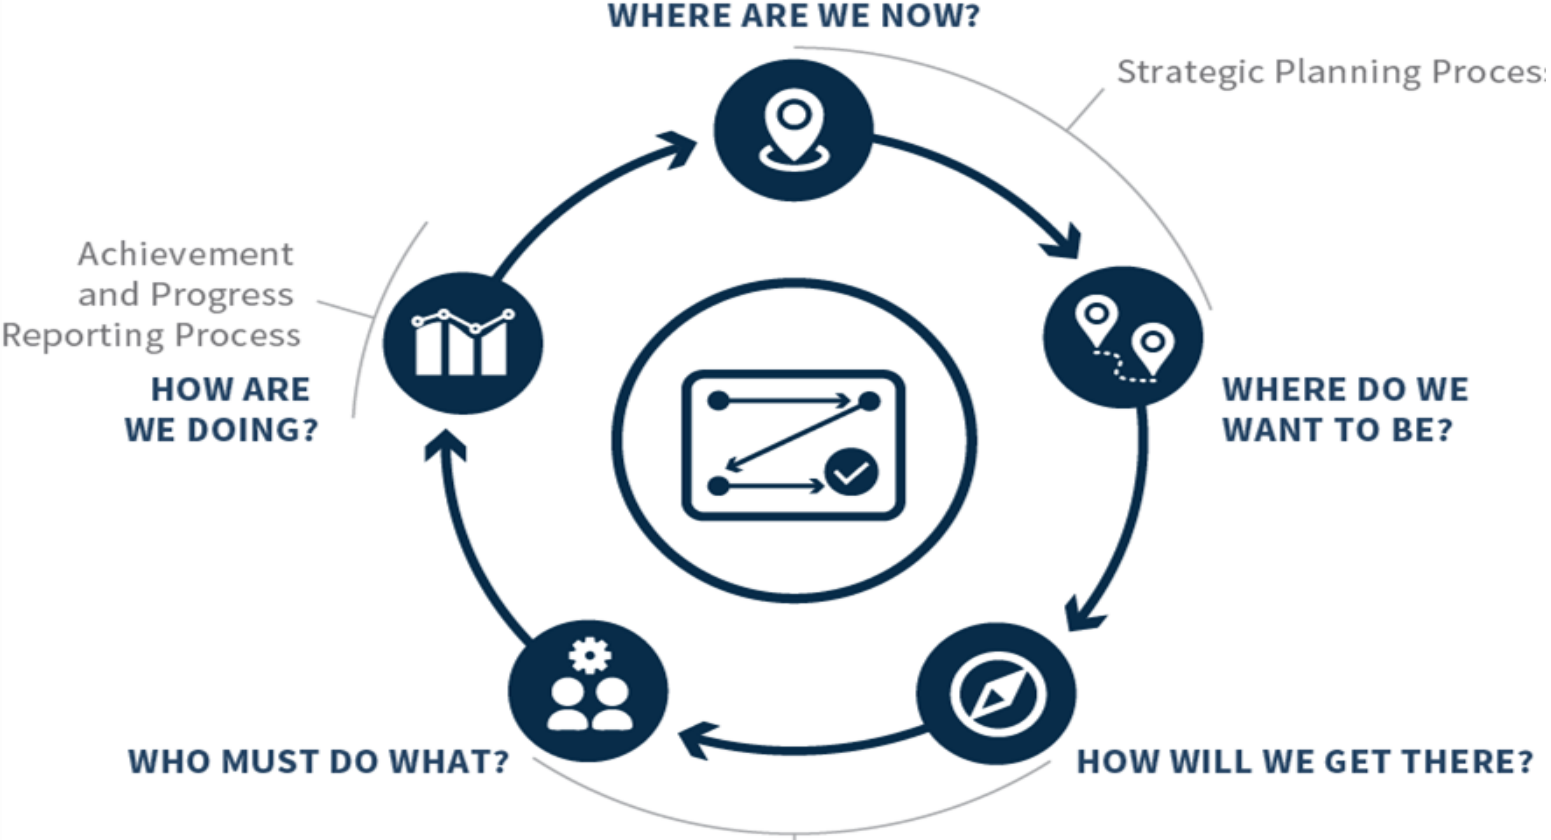 WHERE ARE WE NOW?
Strategic Planning
Achievement
and Progress
Reporting Process
HOW ARE
WE DOING?
WHERE DO WE
WANT TO BE?
WHO MUST DO WHAT?
HOW WILL WE GET THERE?